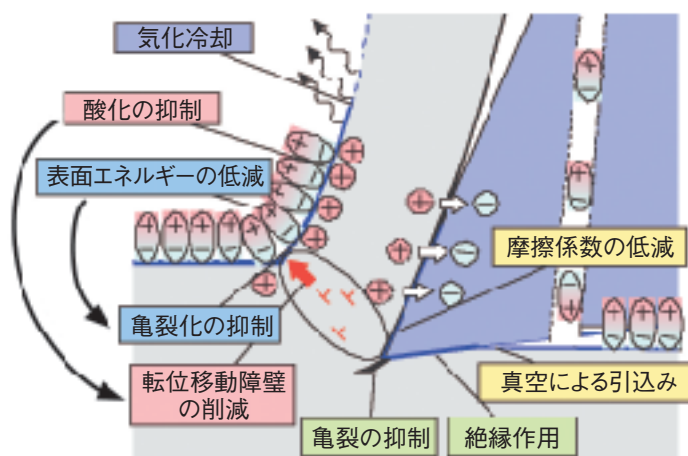 気化冷却
酸化の抑制
表面エネルギーの低減
摩擦係数の低減
亀裂化の抑制
転位移動障壁
の削減
真空による引込み
亀裂の抑制
絶縁作用